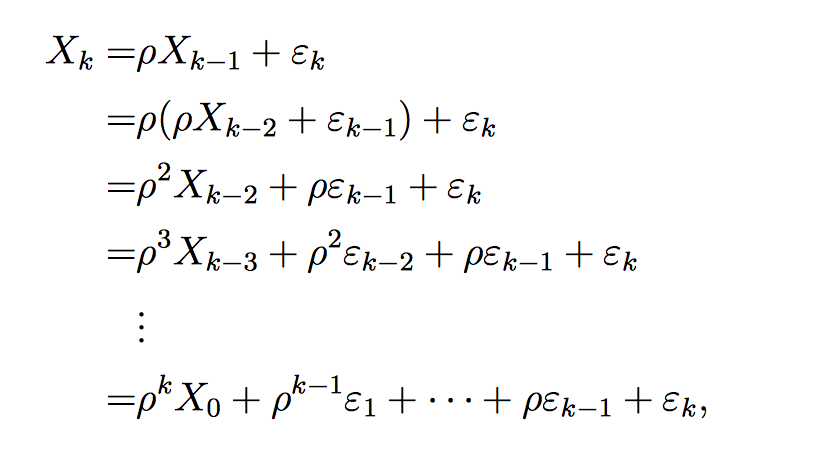 X_k = ρX_{k−1} + ε_k
= ρ(ρX_{k−2} + ε_{k−1}) + ε_k
= ρ^2 X_{k−2} + ρε_{k−1} + ε_k
= ρ^3 X_{k−3} + ρ^2 ε_{k−2} + ρε_{k−1} + ε_k
⋮
= ρ^k X_0 + ρ^{k−1} ε_1 + ⋯ + ρε_{k−1} + ε_k,